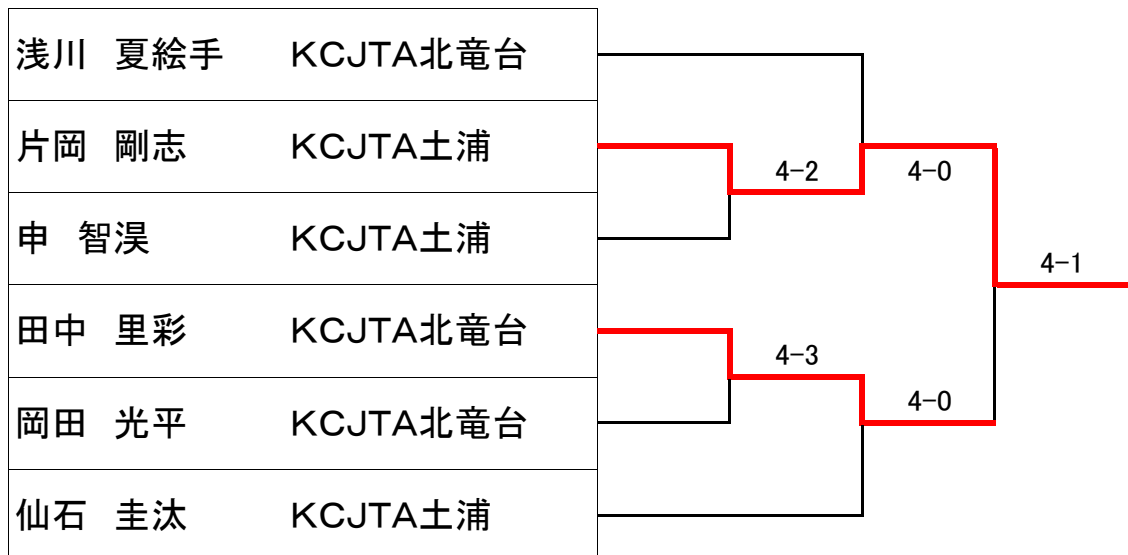 浅川　夏絵手　　KCJTA北竜台
片岡　剛志　　KCJTA土浦
申　智淏　　KCJTA土浦
田中　里彩　　KCJTA北竜台
岡田　光平　　KCJTA北竜台
仙石　圭汰　　KCJTA土浦
4-2
4-0
4-1
4-3
4-0